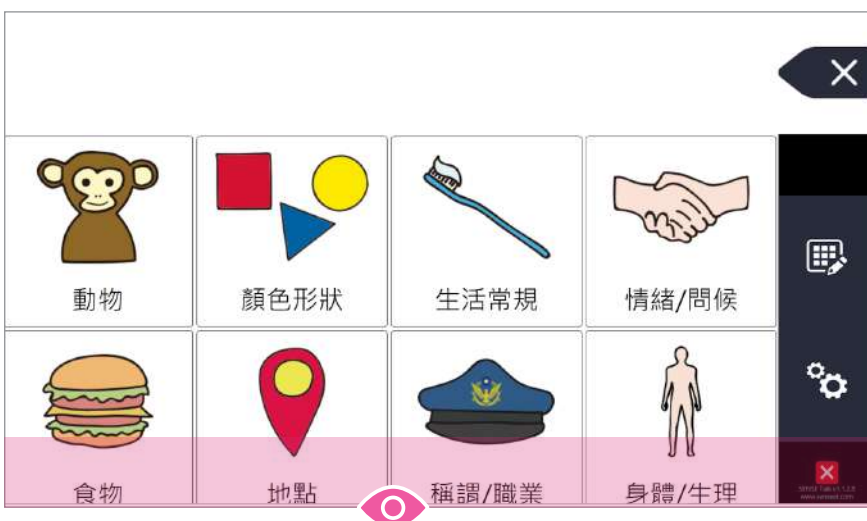 動物
顏色形狀
生活常規
情緒/問候
食物
地點
稱謂/職業
身體/生理